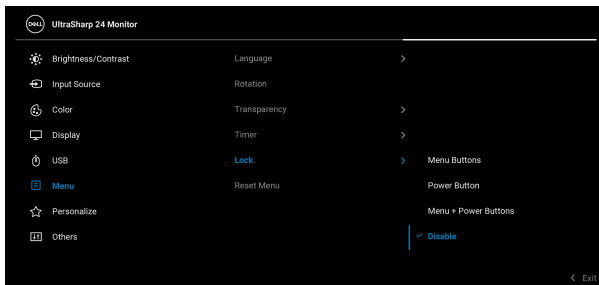 DELL UltraSharp 24 Monitor
Brightness/Contrast Language
Input Source Rotation
Color Transparency
Display Timer
USB Lock Menu Buttons
Menu Reset Menu Power Button
Personalize Menu + Power Buttons
Others Disable
Exit